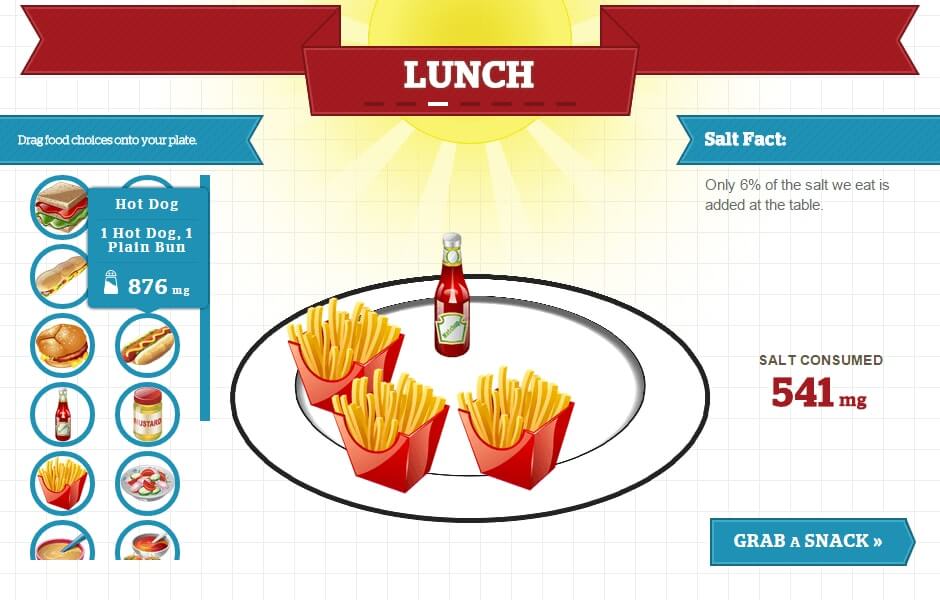 LUNCH
Drag food choices onto your plate.
Salt Fact:
Only 6% of the salt we eat is
added at the table.
Hot Dog
1 Hot Dog, 1
Plain Bun
876 mg
Ketchup
MUSTARD
SALT CONSUMED
541 mg
GRAB A SNACK »